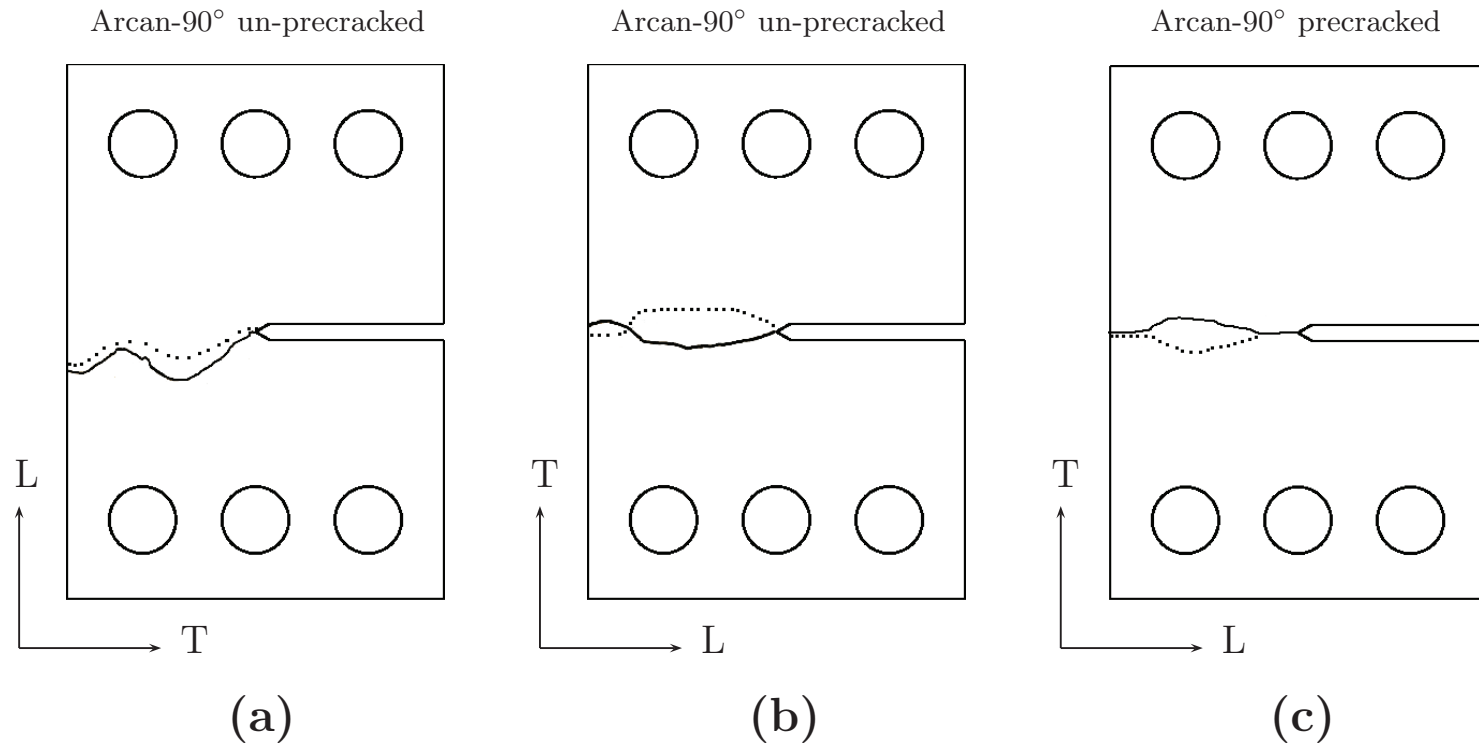 Arcan-90° un-precracked
Arcan-90° un-precracked
Arcan-90° precracked
L
T
T
L
T
L
(a)
(b)
(c)